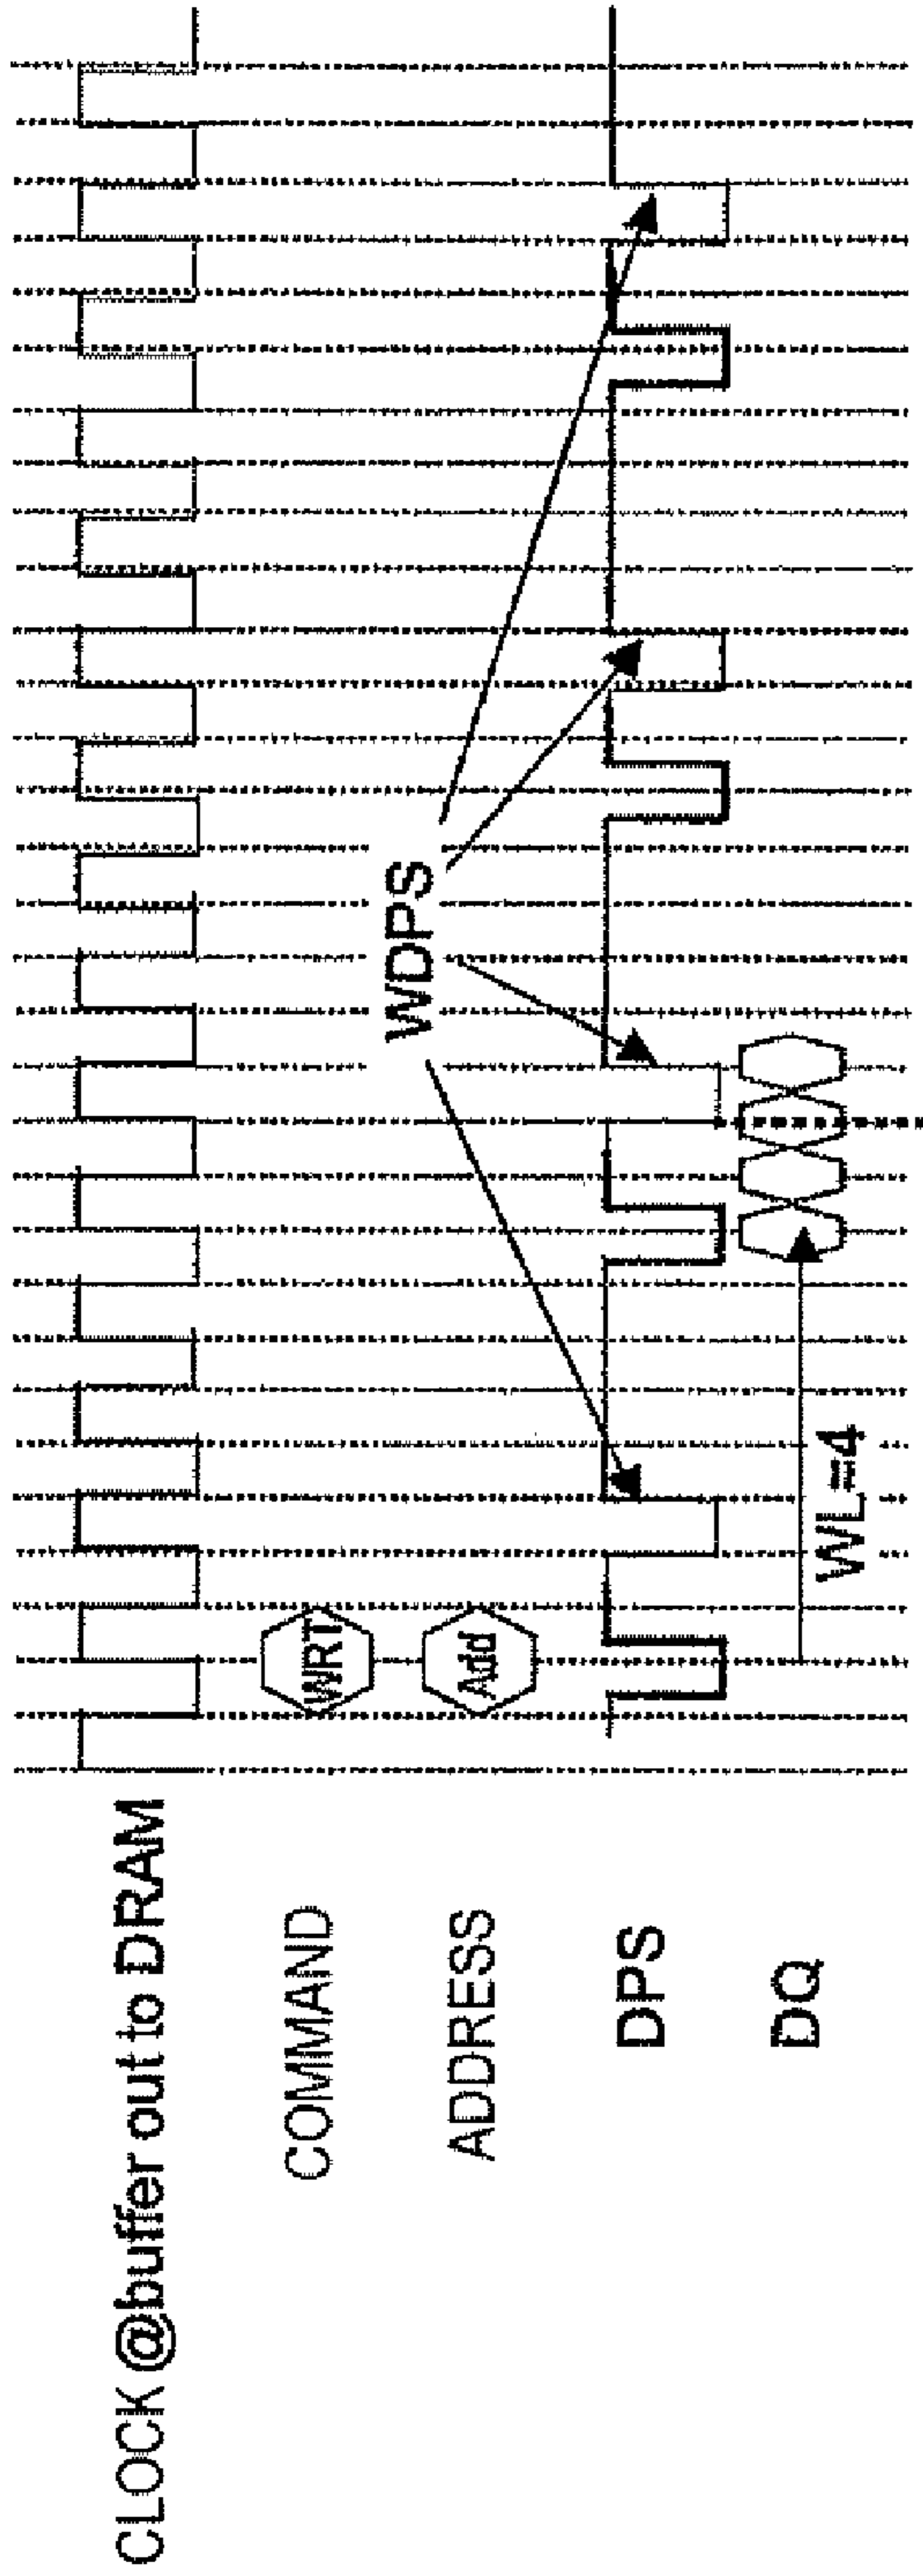 CLOCK @buffer out to DRAM
COMMAND
WRT
ADDRESS
Add
WDPS
DPS
DQ
WL=4